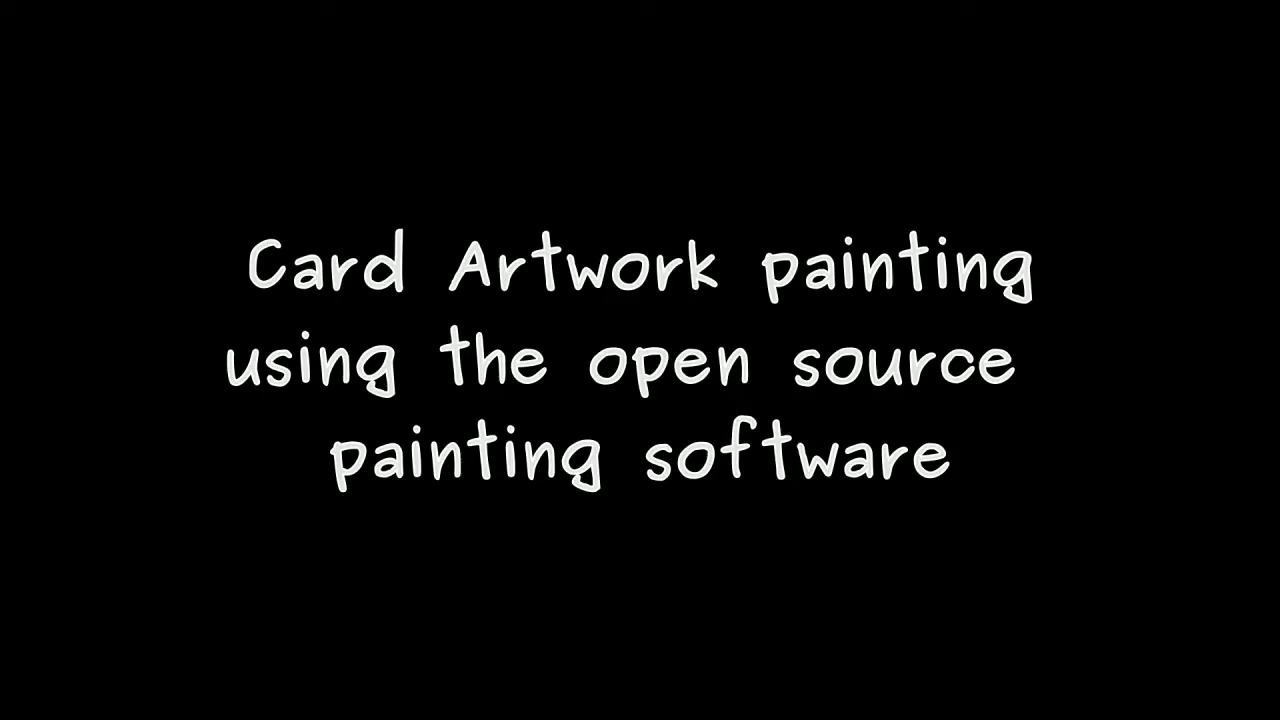 Card Artwork painting
using the open source
painting software